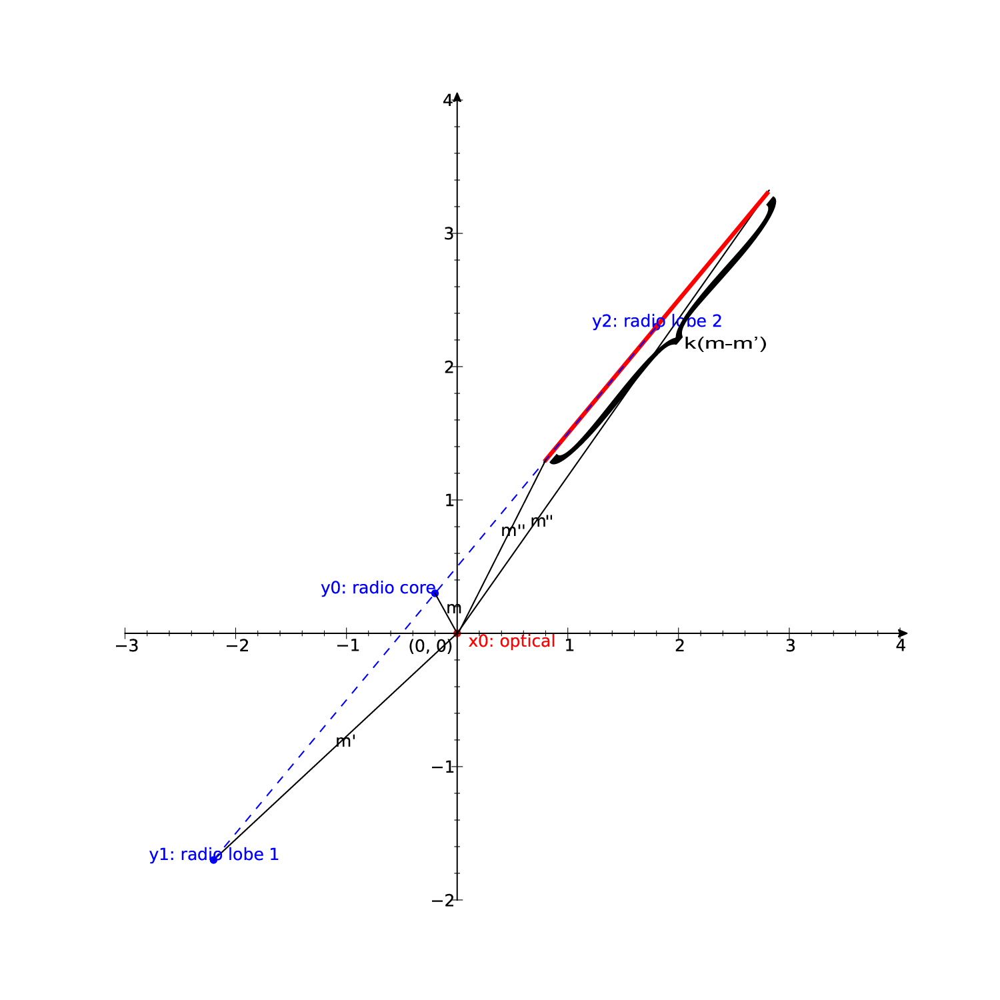 4
3
y2: radio lobe 2
k(m-m’)
2
1
m''
m''
y0: radio core
m
x0: optical
−3
−2
−1
(0, 0)
1
2
3
4
m'
−1
y1: radio lobe 1
−2